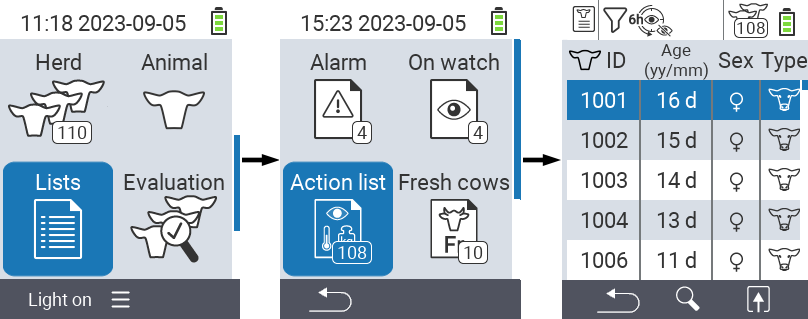 11:18 2023-09-05
Herd
Animal
110
Lists
Evaluation
Light on
15:23 2023-09-05
Alarm
On watch
4
4
Action list
Fresh cows
108
Fr
10
6h
108
ID
Age
(yy/mm)
Sex
Type
1001
16 d
1002
15 d
1003
14 d
1004
13 d
1006
11 d